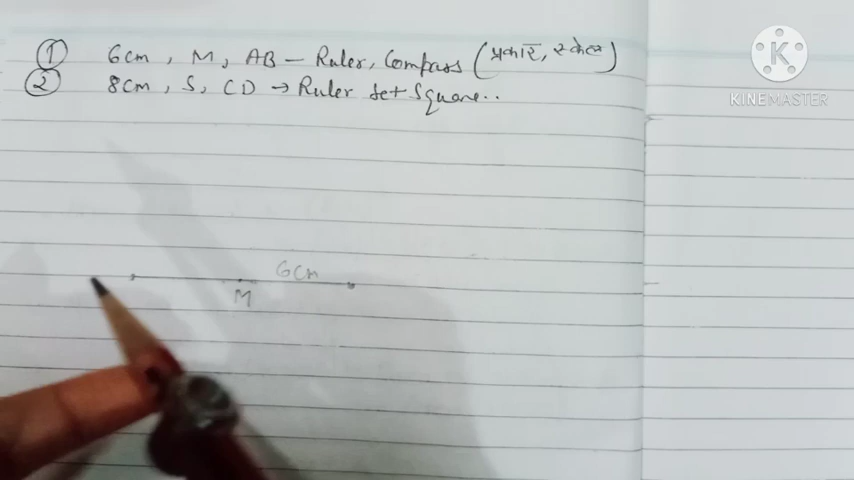 ① 6cm, M, AB - Ruler, Compass (प्रकार, स्केल)
② 8cm, S, CD → Ruler Set Square..
6cm
M
K
KINEMASTER